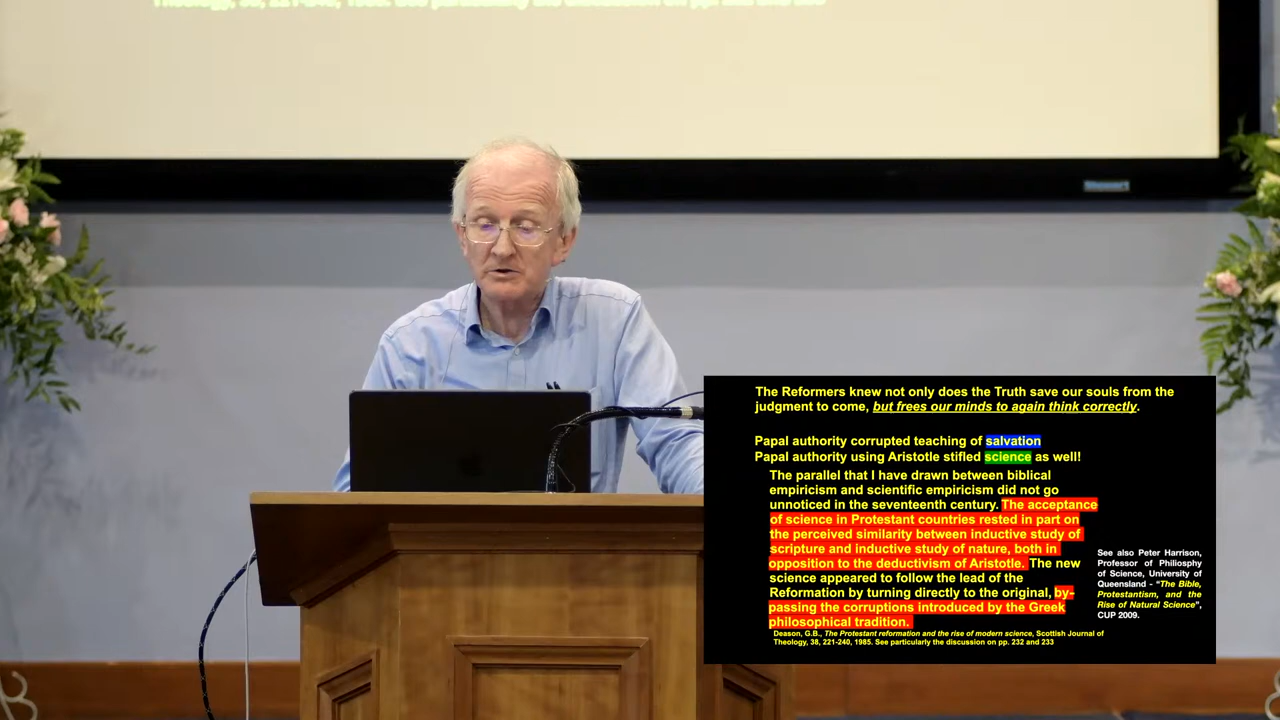 The Reformers knew not only does the Truth save our souls from the
judgment to come, but frees our minds to again think correctly.
Papal authority corrupted teaching of salvation
Papal authority using Aristotle stifled science as well!
The parallel that I have drawn between biblical
empiricism and scientific empiricism did not go
unnoticed in the seventeenth century. The acceptance
of science in Protestant countries rested in part on
the perceived similarity between inductive study of
scripture and inductive study of nature, both in
opposition to the deductivism of Aristotle. The new
science appeared to follow the lead of the
Reformation by turning directly to the original, by-
passing the corruptions introduced by the Greek
philosophical tradition.
Deason, G.B., The Protestant reformation and the rise of modern science, Scottish Journal of
Theology, 38, 221-240, 1985. See particularly the discussion on pp. 232 and 233
See also Peter Harrison,
Professor of Philiosphy
of Science, University of
Queensland - "The Bible,
Protestantism, and the
Rise of Natural Science",
CUP 2009.